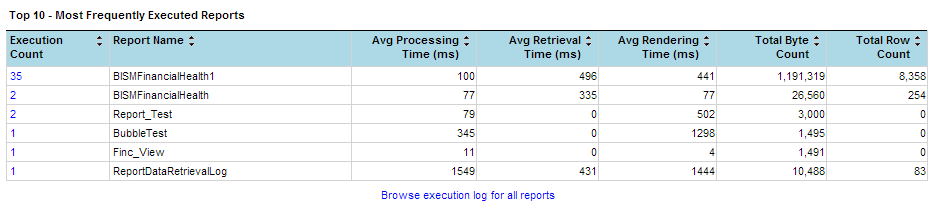 Top 10 - Most Frequently Executed Reports
Execution Count Report Name Avg Processing Time (ms) Avg Retrieval Time (ms) Avg Rendering Time (ms) Total Byte Count Total Row Count
35 BISMFinancialHealth1 100 496 441 1,191,319 8,358
2 BISMFinancialHealth 77 335 77 26,560 254
2 Report_Test 79 0 502 3,000 0
1 BubbleTest 345 0 1298 1,495 0
1 Finc_View 11 0 4 1,491 0
1 ReportDataRetrievalLog 1549 431 1444 10,488 83
Browse execution log for all reports